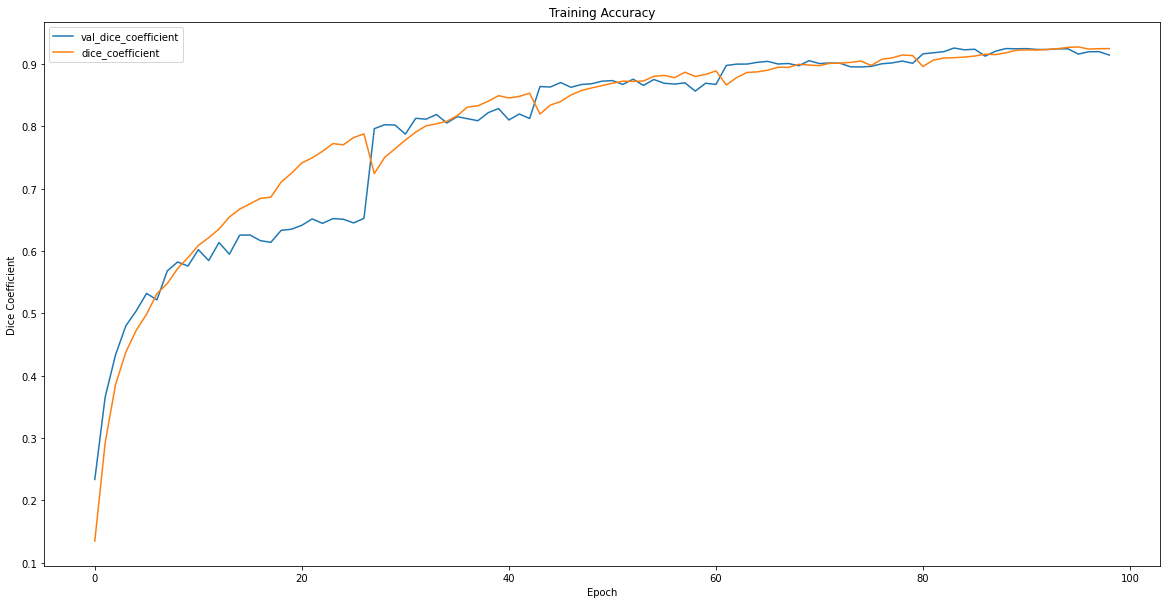 Training Accuracy
val_dice_coefficient
dice_coefficient
Dice Coefficient
0.9
0.8
0.7
0.6
0.5
0.4
0.3
0.2
0.1
0 20 40 60 80 100
Epoch